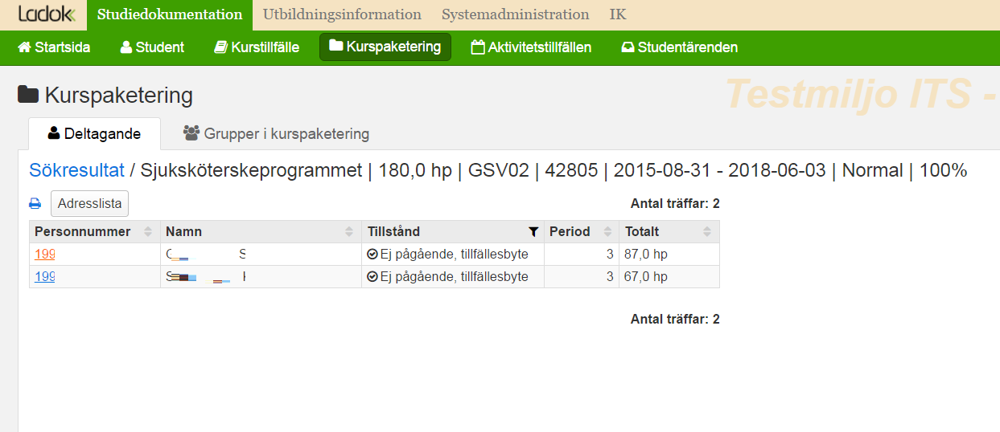 Ladok Studiedokumentation Utbildningsinformation Systemadministration IK
Startsida Student Kurstillfälle Kurspaketering Aktivitetstillfällen Studentärenden
Kurspaketering
Testmiljo ITS -
Deltagande Grupper i kurspaketering
Sökresultat / Sjuksköterskeprogrammet | 180,0 hp | GSV02 | 42805 | 2015-08-31 - 2018-06-03 | Normal | 100%
Adresslista Antal träffar: 2
Personnummer Namn Tillstånd Period Totalt
199 S Ej pågående, tillfällesbyte 3 87,0 hp
199 S Ej pågående, tillfällesbyte 3 67,0 hp
Antal träffar: 2